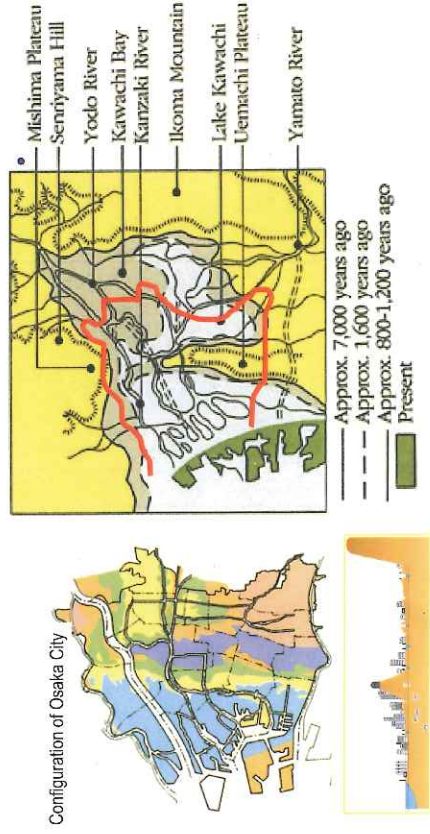 Configuration of Osaka City
Mishima Plateau
Senriyama Hill
Yodo River
Kawachi Bay
Kanzaki River
Ikoma Mountain
Lake Kawachi
Uemachi Plateau
Yamato River
Approx. 7,000 years ago
Approx. 1,600 years ago
Approx. 800-1,200 years ago
Present